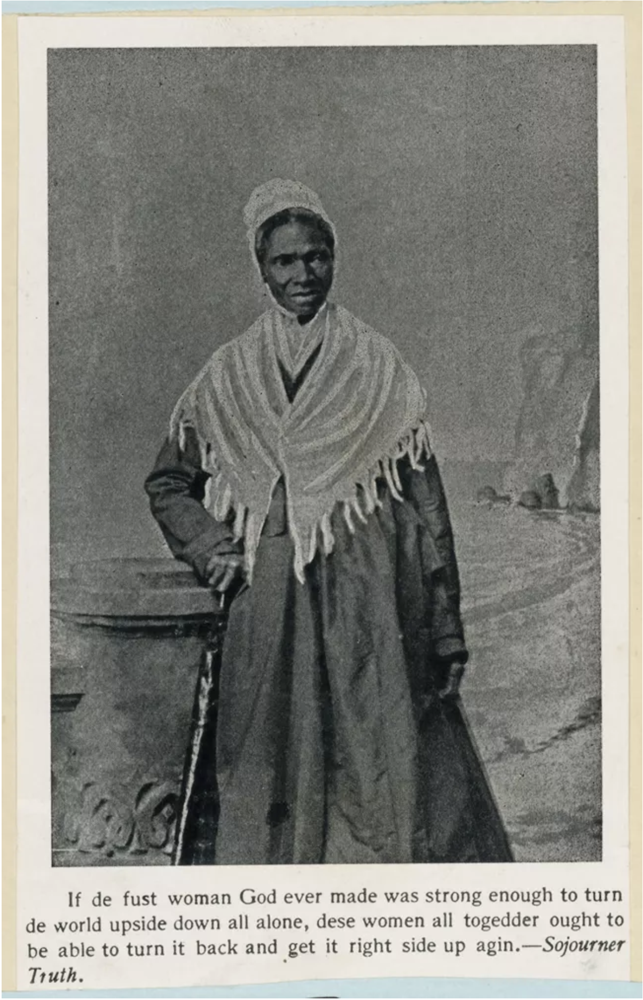 If de fust woman God ever made was strong enough to turn
de world upside down all alone, dese women all togedder ought to
be able to turn it back and get it right side up agin.—Sojourner
Truth.